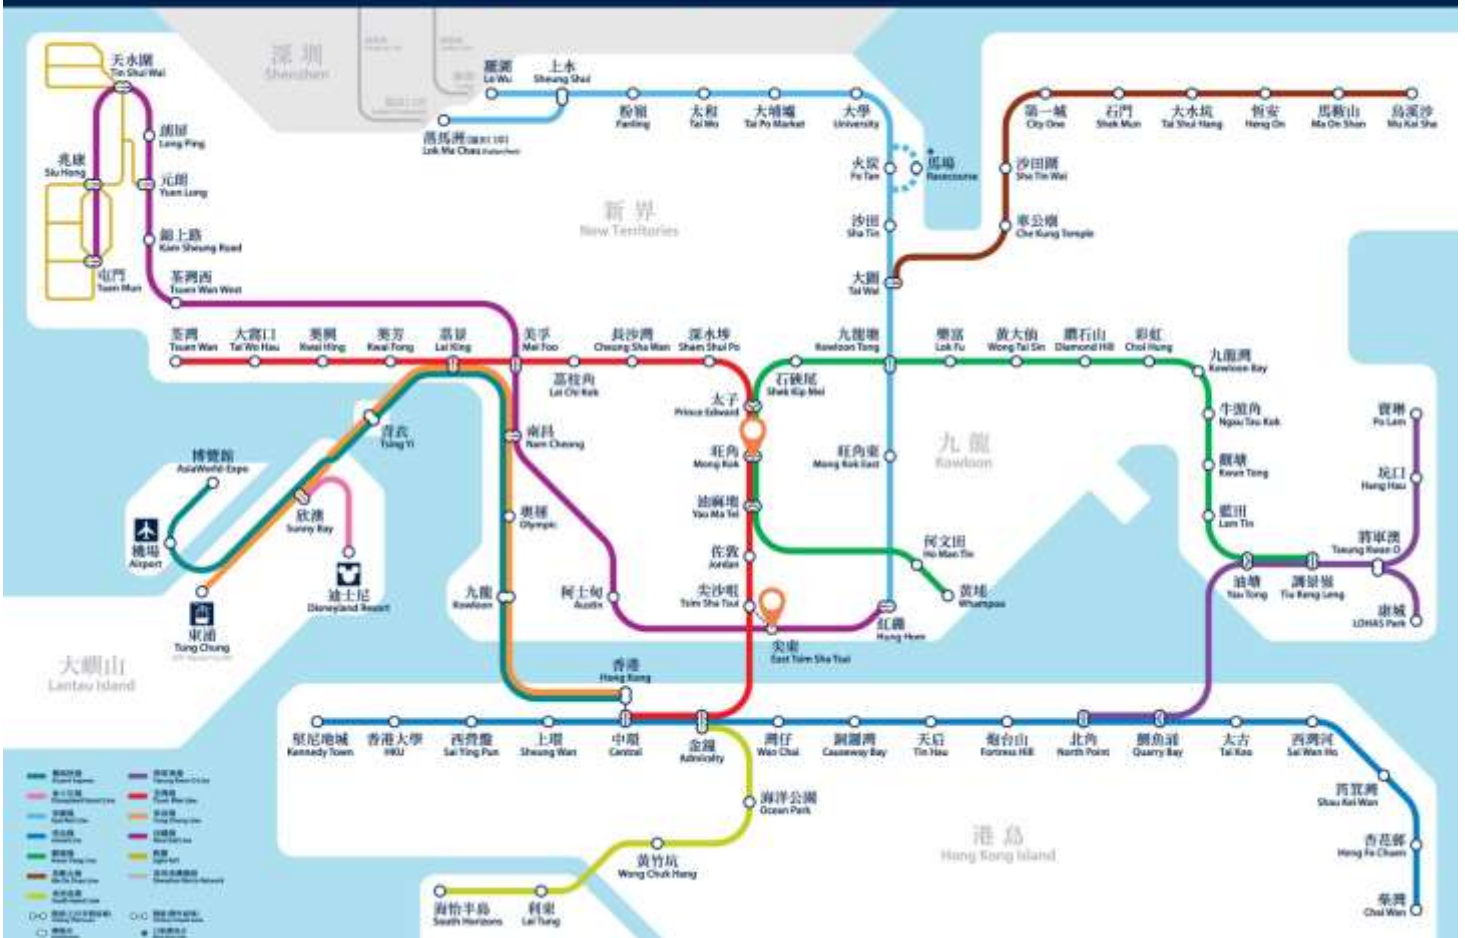 深圳
Shenzhen
天水圍
Tin Shui Wai
朗屏
Long Ping
兆康
Siu Hong
元朗
Yuen Long
錦上路
Kam Sheung Road
屯門
Tuen Mun
荃灣西
Tsuen Wan West
羅湖
Lo Wu
上水
Sheung Shui
落馬洲
Lok Ma Chau
粉嶺
Fanling
太和
Tai Wo
大埔墟
Tai Po Market
大學
University
火炭
Fo Tan
馬場
Racecourse
沙田
Sha Tin
大圍
Tai Wai
第一城
City One
石門
Shek Mun
大水坑
Tai Shui Hang
恆安
Heng On
馬鞍山
Ma On Shan
烏溪沙
Wu Kai Sha
沙田圍
Sha Tin Wai
車公廟
Che Kung Temple
新界
New Territories
荃灣
Tsuen Wan
大窩口
Tai Wo Hau
葵興
Kwai Hing
葵芳
Kwai Fong
荔景
Lai King
美孚
Mei Foo
荔枝角
Lai Chi Kok
長沙灣
Cheung Sha Wan
深水埗
Sham Shui Po
石硤尾
Shek Kip Mei
九龍塘
Kowloon Tong
樂富
Lok Fu
黃大仙
Wong Tai Sin
鑽石山
Diamond Hill
彩虹
Choi Hung
九龍灣
Kowloon Bay
牛頭角
Ngau Tau Kok
觀塘
Kwun Tong
藍田
Lam Tin
油塘
Yau Tong
調景嶺
Tiu Keng Leng
將軍澳
Tseung Kwan O
寶琳
Po Lam
坑口
Hang Hau
康城
LOHAS Park
太子
Prince Edward
旺角
Mong Kok
油麻地
Yau Ma Tei
佐敦
Jordan
尖沙咀
Tsim Sha Tsui
旺角東
Mong Kok East
九龍
Kowloon
何文田
Ho Man Tin
黃埔
Whampoa
紅磡
Hung Hom
尖東
East Tsim Sha Tsui
柯士甸
Austin
南昌
Nam Cheong
奧運
Olympic
九龍
Kowloon
青衣
Tsing Yi
博覽館
AsiaWorld-Expo
機場
Airport
欣澳
Sunny Bay
迪士尼
Disneyland Resort
東涌
Tung Chung
大嶼山
Lantau Island
香港
Hong Kong
堅尼地城
Kennedy Town
香港大學
HKU
西營盤
Sai Ying Pun
上環
Sheung Wan
中環
Central
金鐘
Admiralty
灣仔
Wan Chai
銅鑼灣
Causeway Bay
天后
Tin Hau
炮台山
Fortress Hill
北角
North Point
鰂魚涌
Quarry Bay
太古
Tai Koo
西灣河
Sai Wan Ho
筲箕灣
Shau Kei Wan
杏花邨
Heng Fa Chuen
柴灣
Chai Wan
海洋公園
Ocean Park
黃竹坑
Wong Chuk Hang
利東
Lei Tung
海怡半島
South Horizons
港島
Hong Kong Island